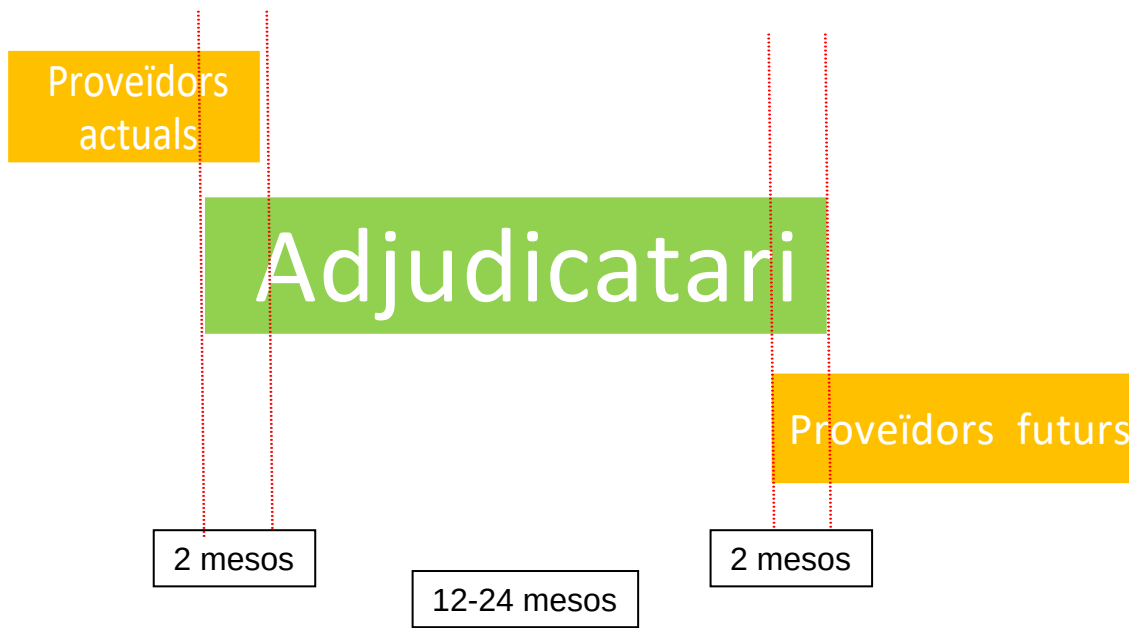 Proveïdors
actuals
Adjudicatari
Proveïdors futurs
2 mesos
2 mesos
12-24 mesos